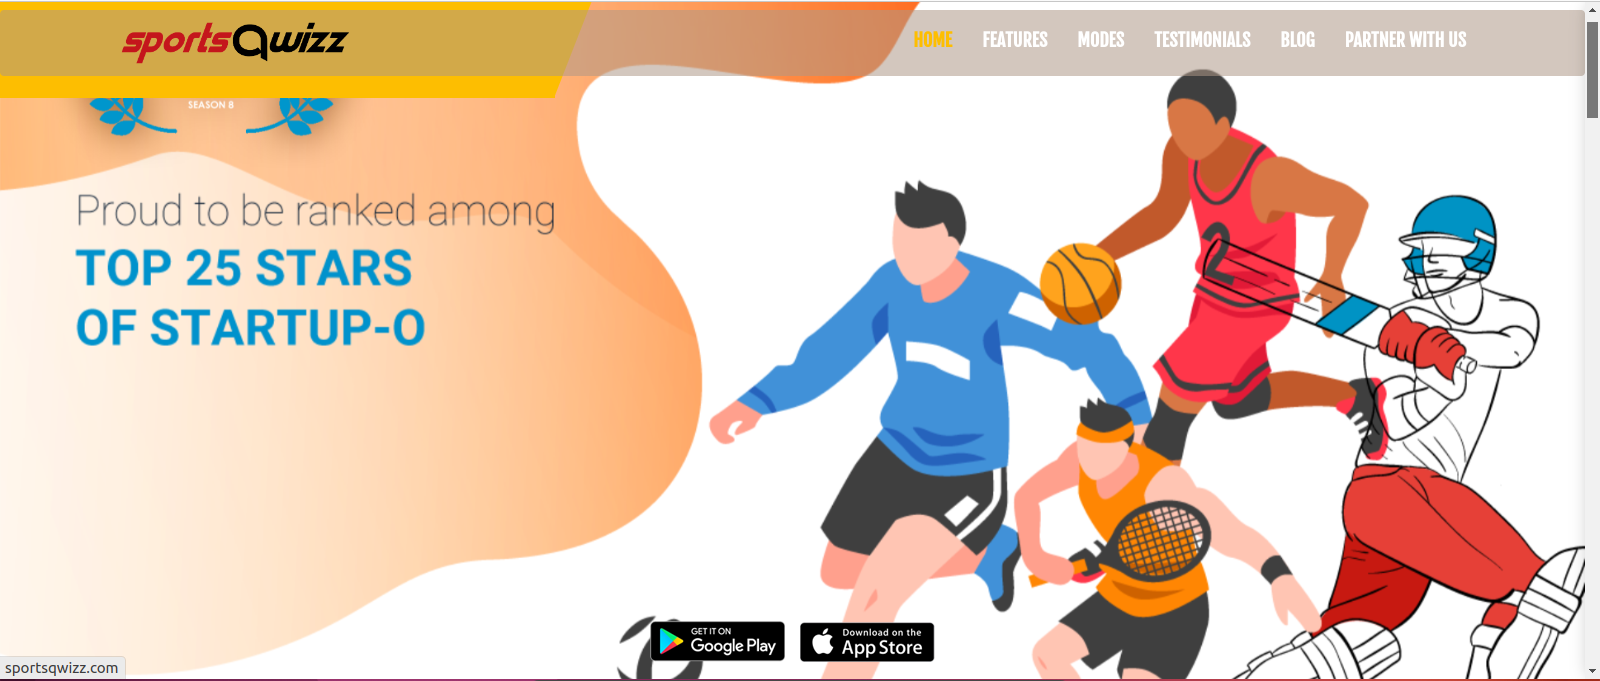 sportsQwizz
HOME FEATURES MODES TESTIMONIALS BLOG PARTNER WITH US
SEASON 8
Proud to be ranked among
TOP 25 STARS
OF STARTUP-O
2
GET IT ON
Google Play
Download on the
App Store
sportsqwizz.com